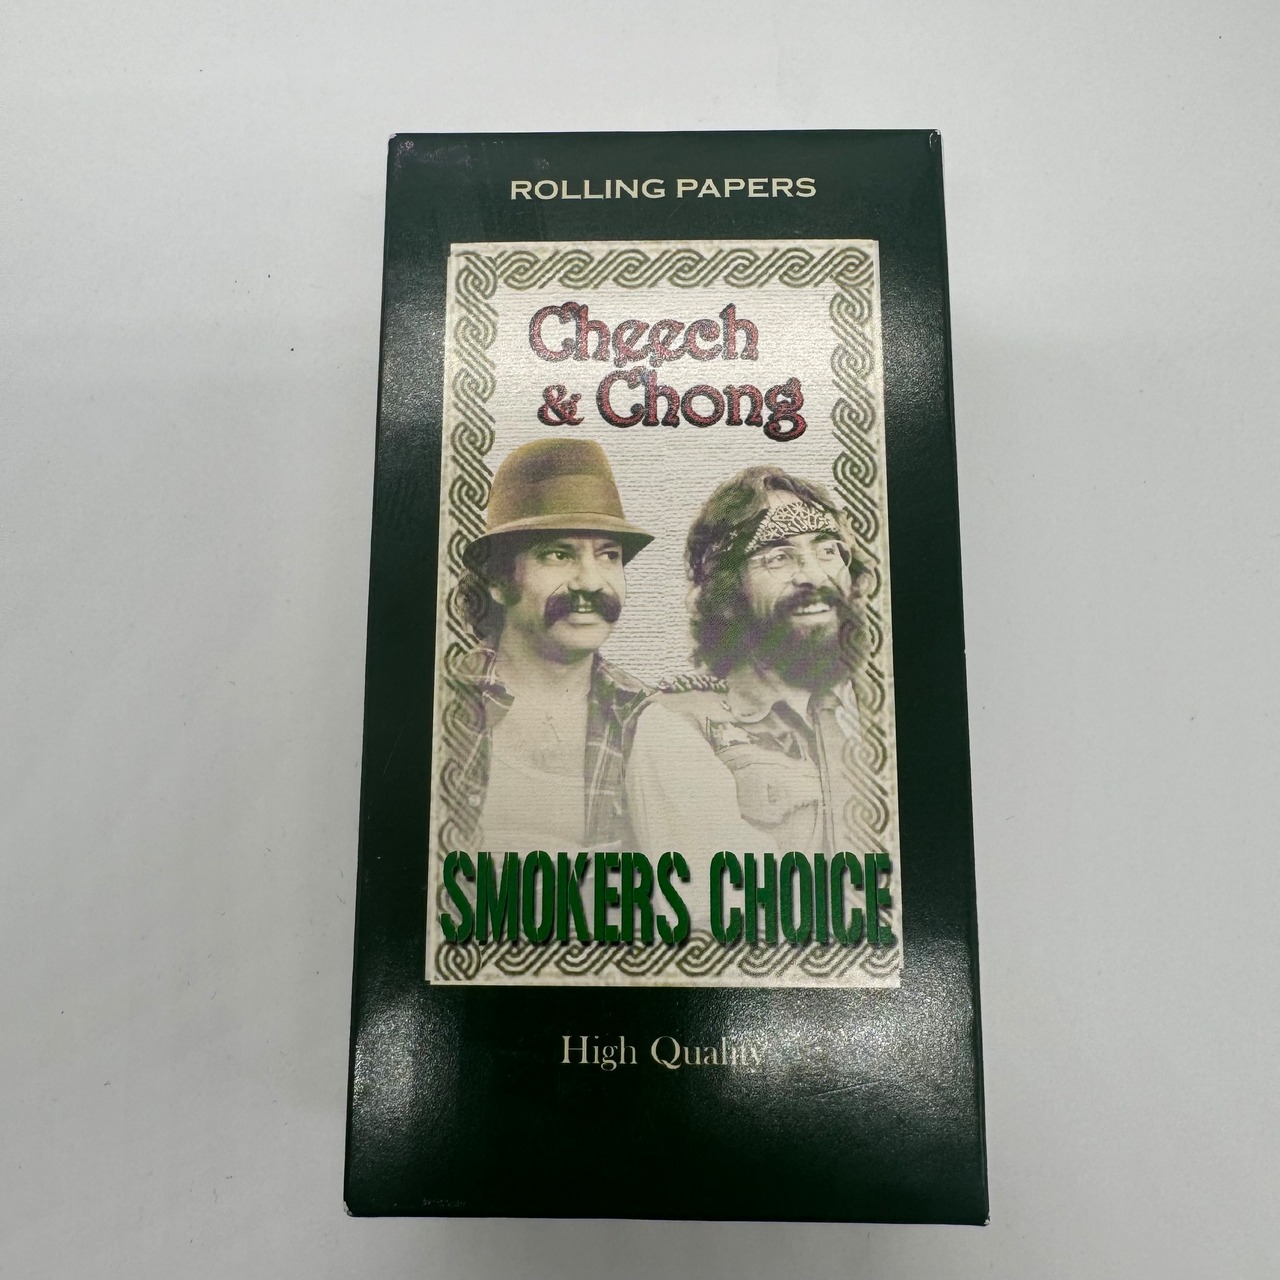 ROLLING PAPERS
Cheech
& Chong
SMOKERS CHOICE
High Quality